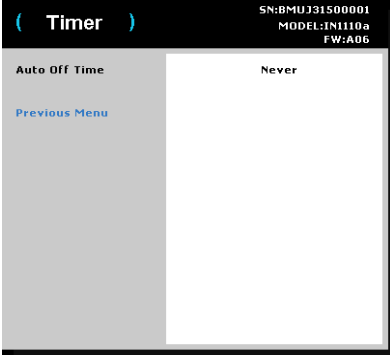 ( Timer )
SN:BMUJ31500001
MODEL:IN1110a
FW:A06
Auto Off Time
Never
Previous Menu